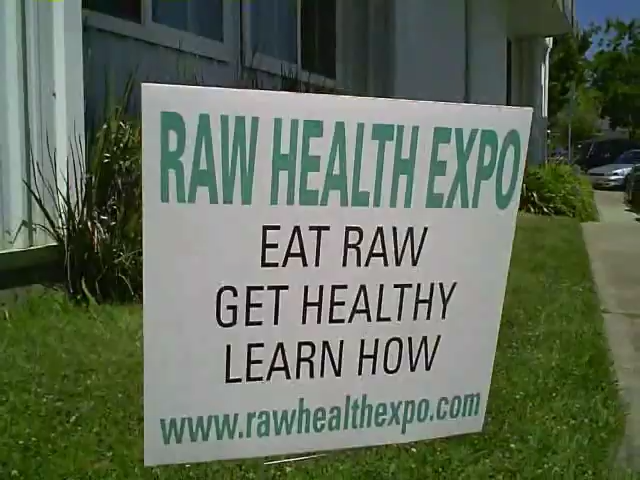 RAW HEALTH EXPO
EAT RAW
GET HEALTHY
LEARN HOW
www.rawhealthexpo.com